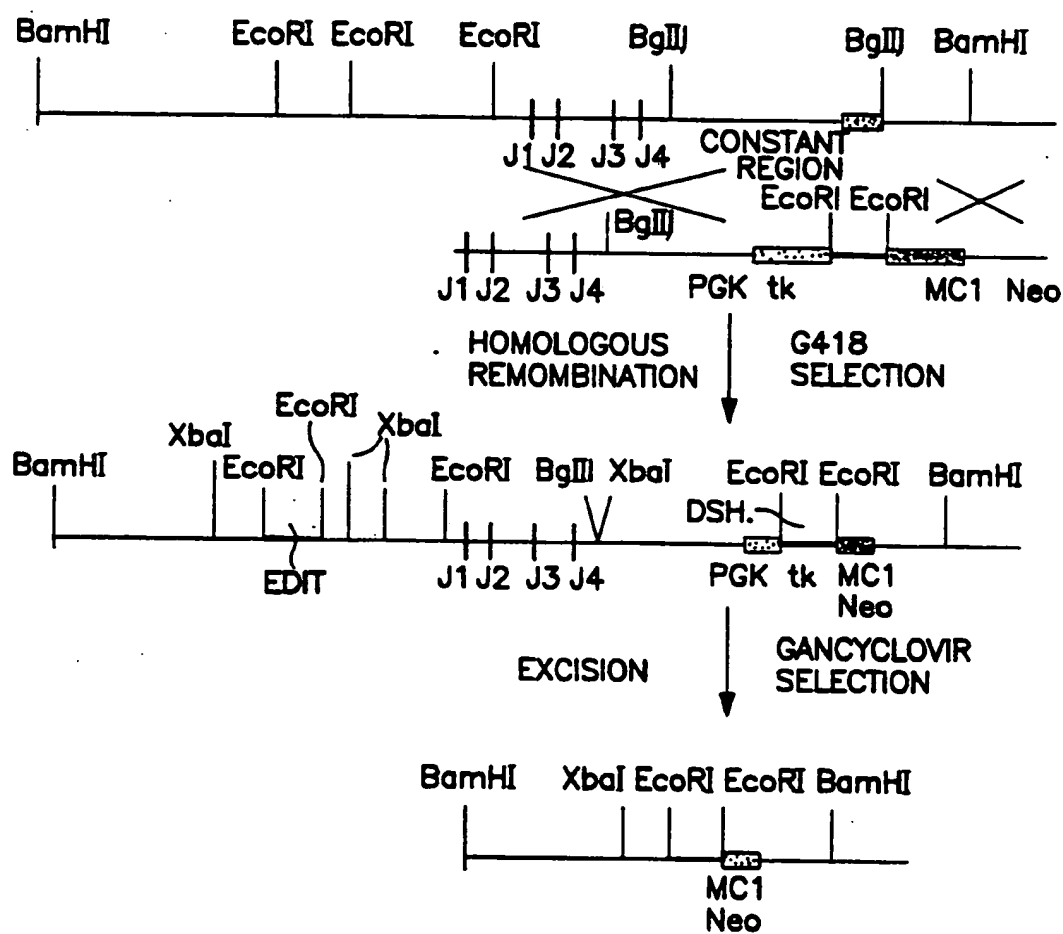 BamHI EcoRI EcoRI EcoRI BglII BglII BamHI
J1 J2 J3 J4 CONSTANT
REGION
EcoRI EcoRI
BglII
J1 J2 J3 J4 PGK tk MC1 Neo
HOMOLOGOUS
REMOMBINATION
G418
SELECTION
EcoRI
XbaI XbaI
BamHI EcoRI EcoRI BglII XbaI EcoRI EcoRI BamHI
DSH.
EDIT
J1 J2 J3 J4 PGK tk MC1
Neo
EXCISION
GANCYCLOVIR
SELECTION
BamHI XbaI EcoRI EcoRI BamHI
MC1
Neo